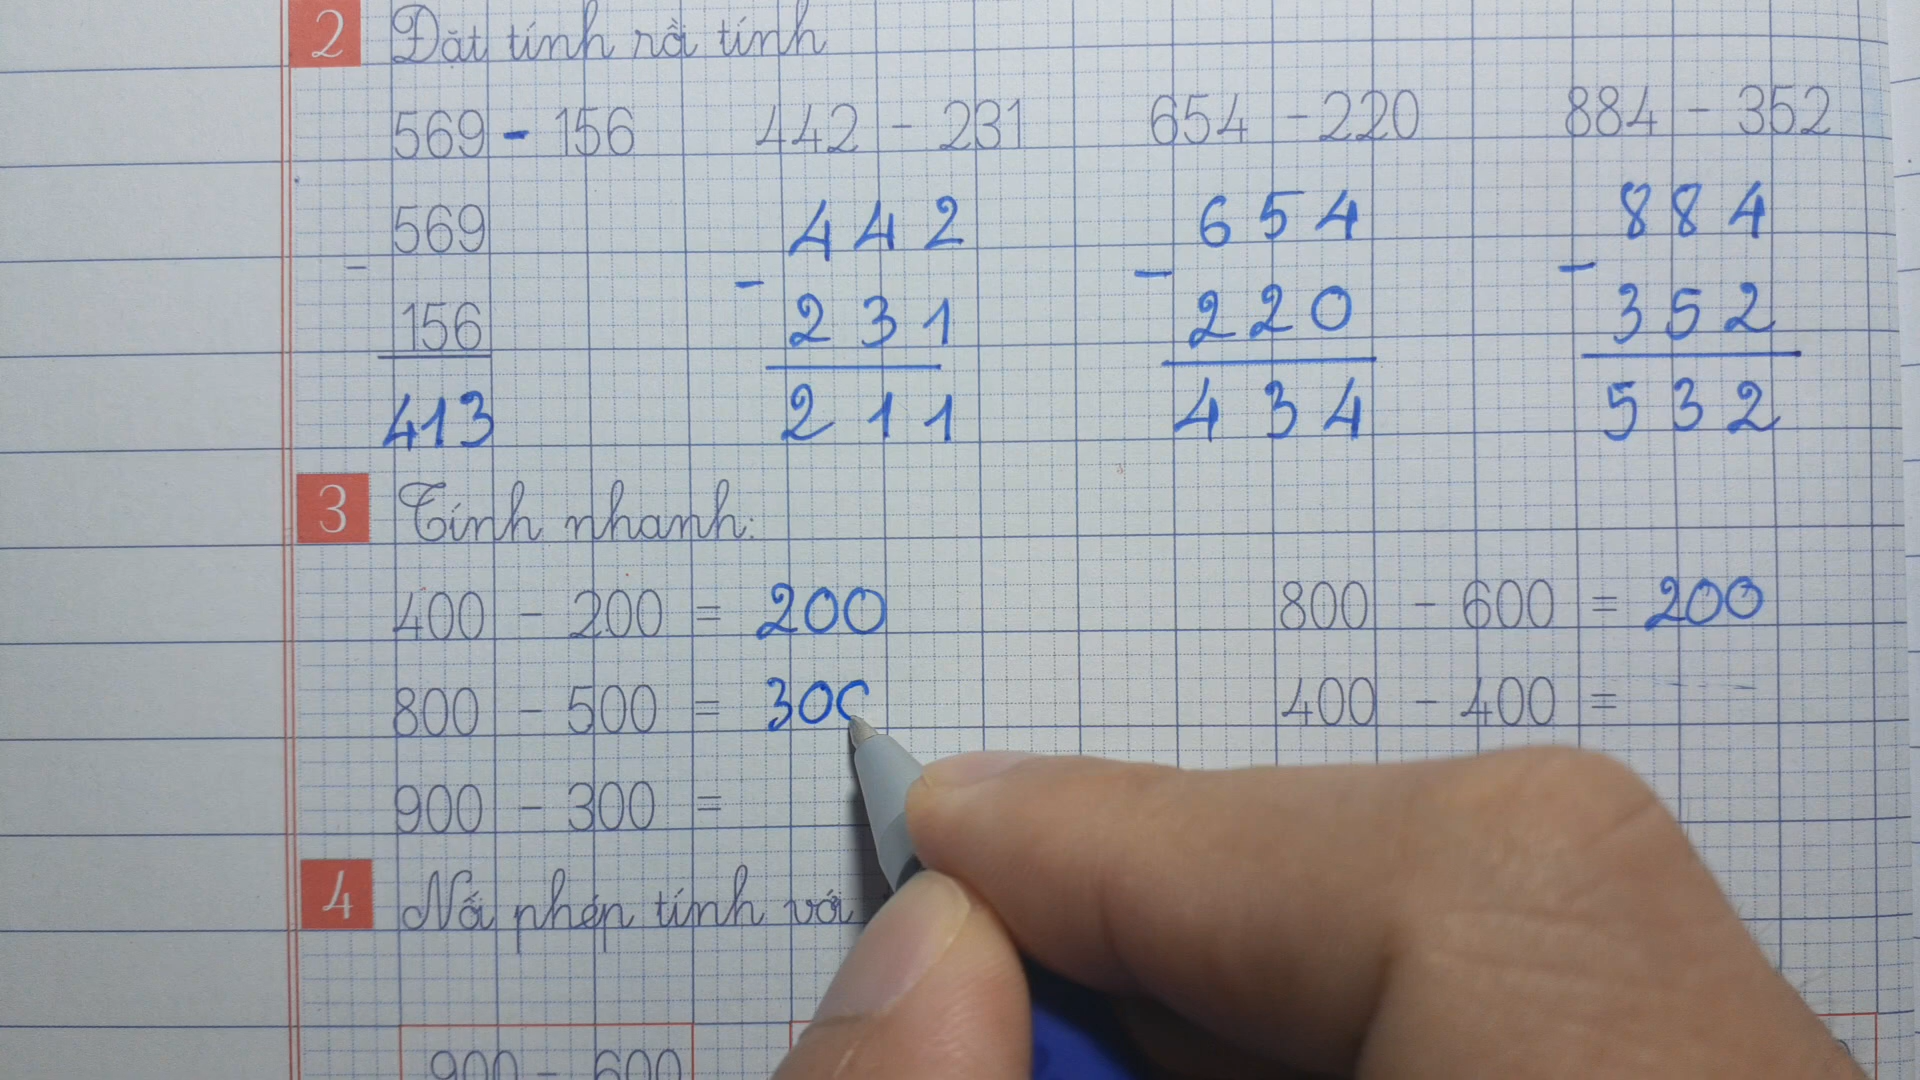 2 Đặt tính rồi tính
569 - 156 442 - 231 654 - 220 884 - 352
569 442 654 884
- - - -
156 231 220 352
413 211 434 532
3 Tính nhanh:
400 - 200 = 200 800 - 600 = 200
800 - 500 = 300 400 - 400 =
900 - 300 =
4 Nối phép tính với
900 - 600